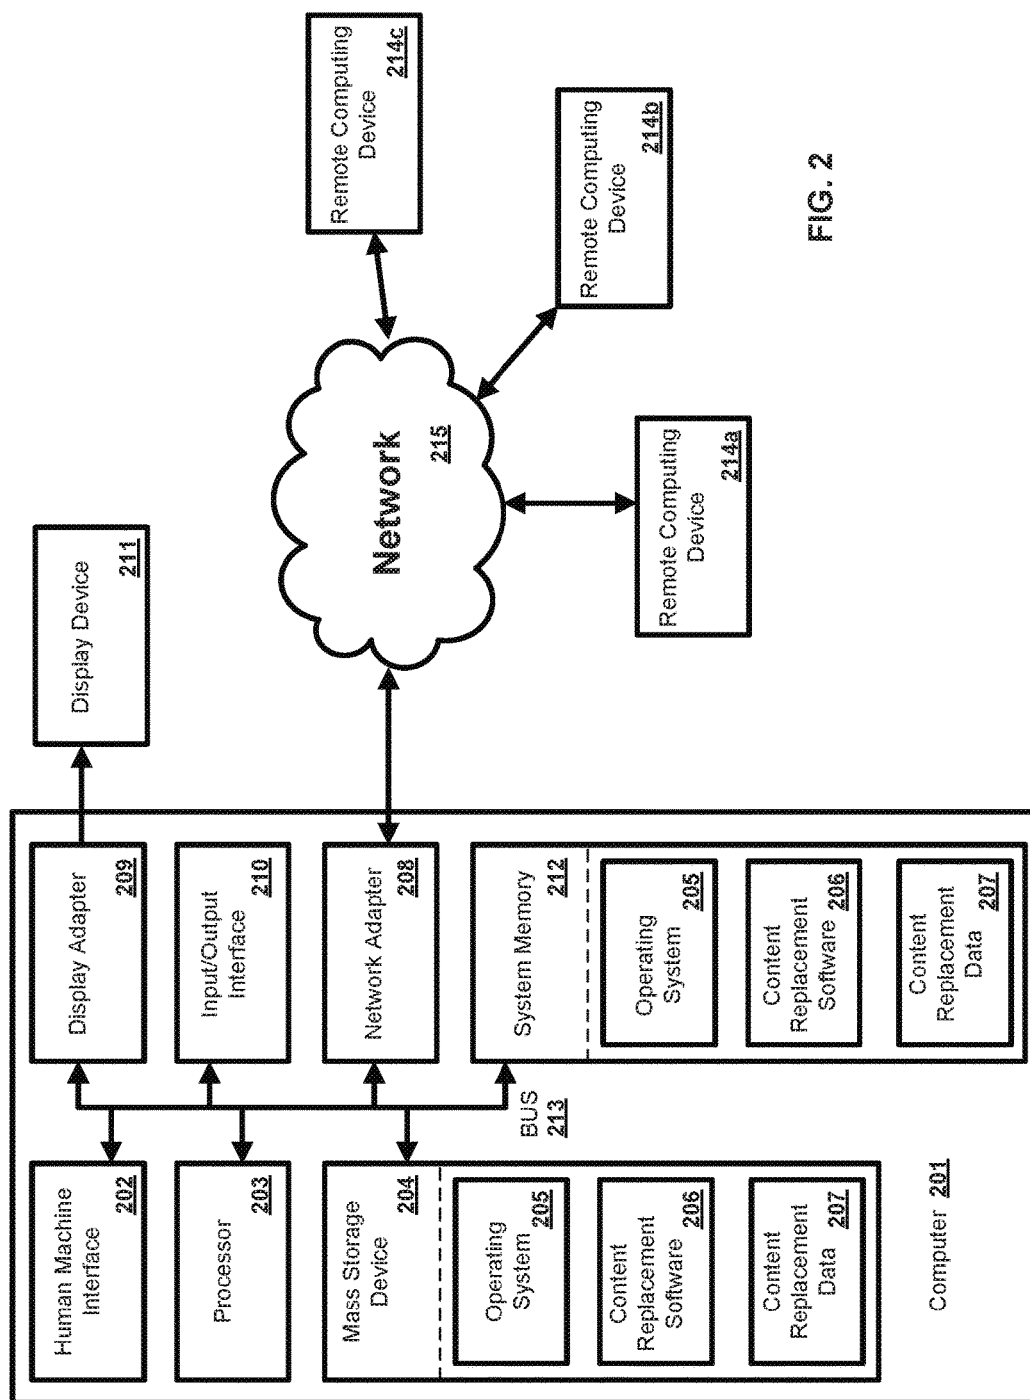 Human Machine
Interface
202
Processor
203
Mass Storage
Device
204
Operating
System
205
Content
Replacement
Software
206
Content
Replacement
Data
207
Computer 201
BUS
213
Display Adapter
209
Input/Output
Interface
210
Network Adapter
208
System Memory
212
Operating
System
205
Content
Replacement
Software
206
Content
Replacement
Data
207
Display Device
211
Network
215
Remote Computing
Device
214a
Remote Computing
Device
214b
Remote Computing
Device
214c
FIG. 2